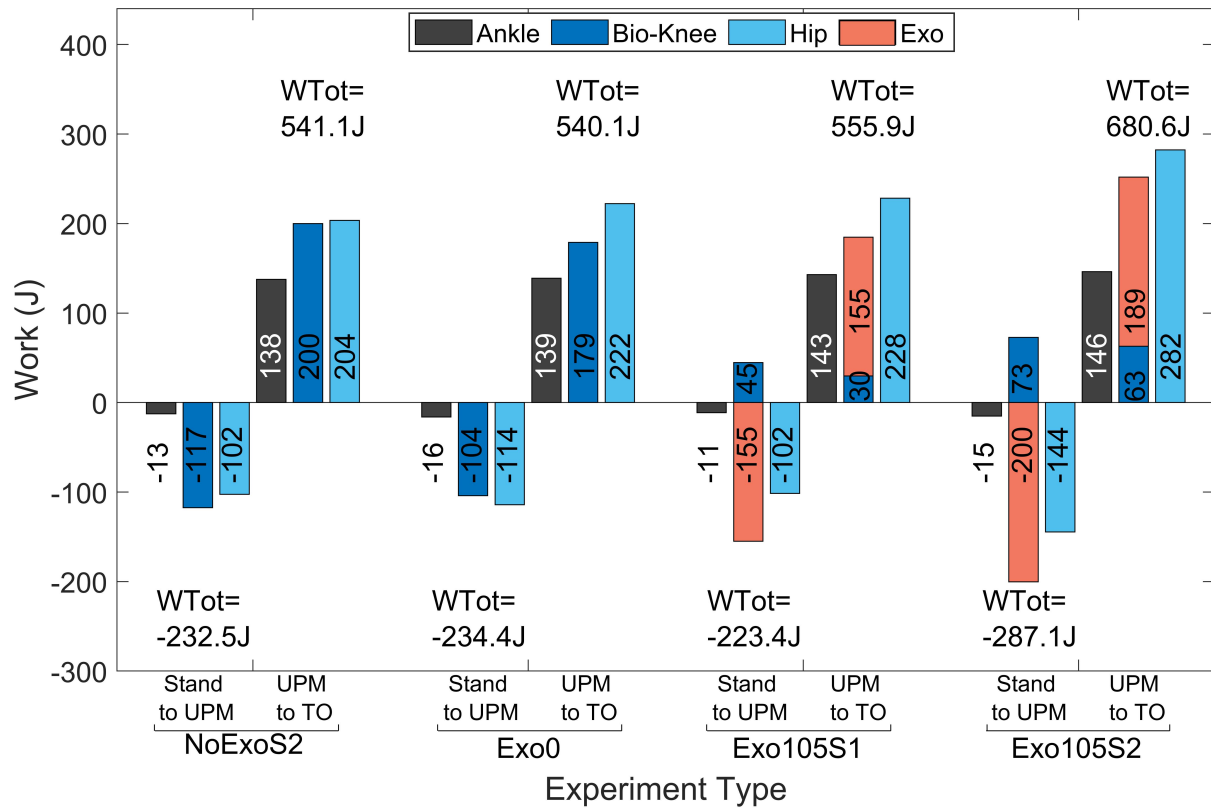 Ankle Bio-Knee Hip Exo
400
300
200
100
0
-100
-200
-300
Work (J)
WTot=
541.1J
WTot=
540.1J
WTot=
555.9J
WTot=
680.6J
-13
-117
-102
138
200
204
-16
-104
-114
139
179
222
-11
45
-155
-102
143
155
30
228
-15
73
-200
-144
146
189
63
282
WTot=
-232.5J
WTot=
-234.4J
WTot=
-223.4J
WTot=
-287.1J
Stand
to UPM
UPM
to TO
NoExoS2
Stand
to UPM
UPM
to TO
Exo0
Stand
to UPM
UPM
to TO
Exo105S1
Stand
to UPM
UPM
to TO
Exo105S2
Experiment Type